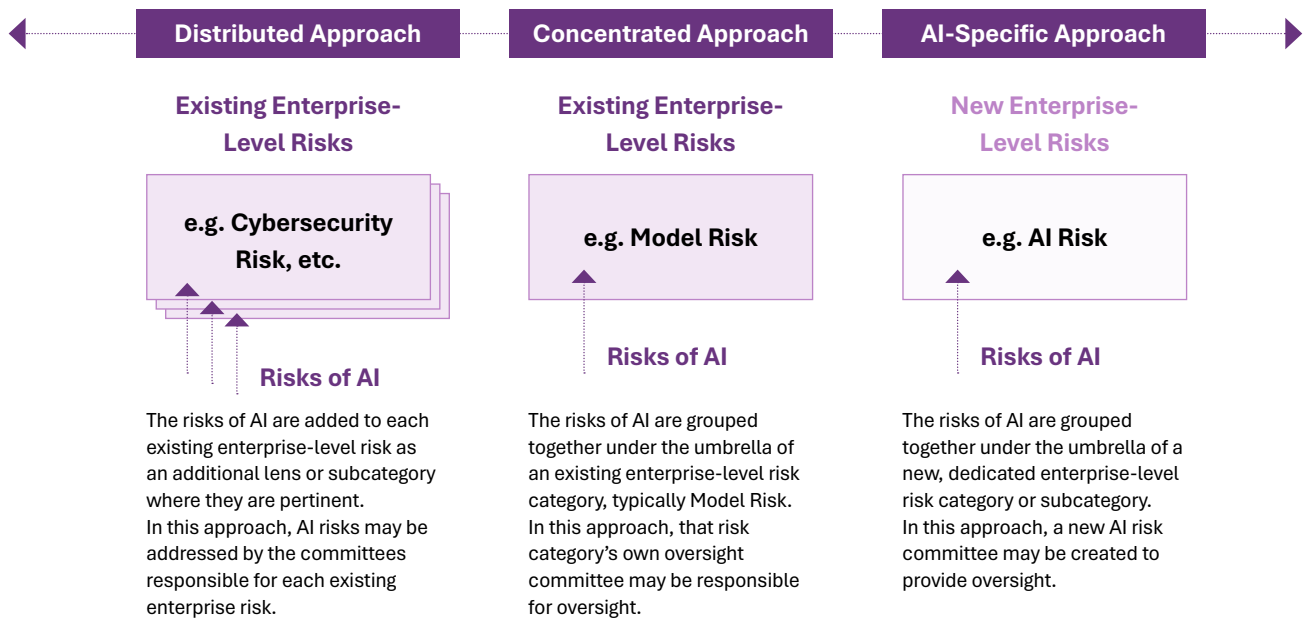 Distributed Approach
Existing Enterprise-
Level Risks
e.g. Cybersecurity
Risk, etc.
Risks of AI
The risks of AI are added to each
existing enterprise-level risk as
an additional lens or subcategory
where they are pertinent.
In this approach, AI risks may be
addressed by the committees
responsible for each existing
enterprise risk.
Concentrated Approach
Existing Enterprise-
Level Risks
e.g. Model Risk
Risks of AI
The risks of AI are grouped
together under the umbrella of
an existing enterprise-level risk
category, typically Model Risk.
In this approach, that risk
category’s own oversight
committee may be responsible
for oversight.
AI-Specific Approach
New Enterprise-
Level Risks
e.g. AI Risk
Risks of AI
The risks of AI are grouped
together under the umbrella of a
new, dedicated enterprise-level
risk category or subcategory.
In this approach, a new AI risk
committee may be created to
provide oversight.